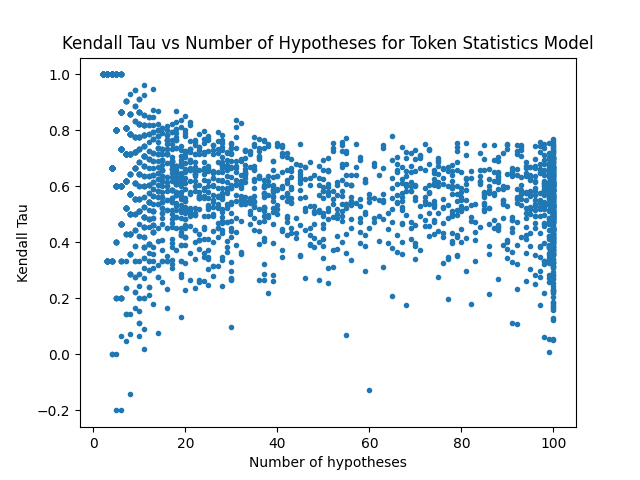 Kendall Tau vs Number of Hypotheses for Token Statistics Model
1.0
0.8
0.6
0.4
0.2
0.0
−0.2
Kendall Tau
0 20 40 60 80 100
Number of hypotheses